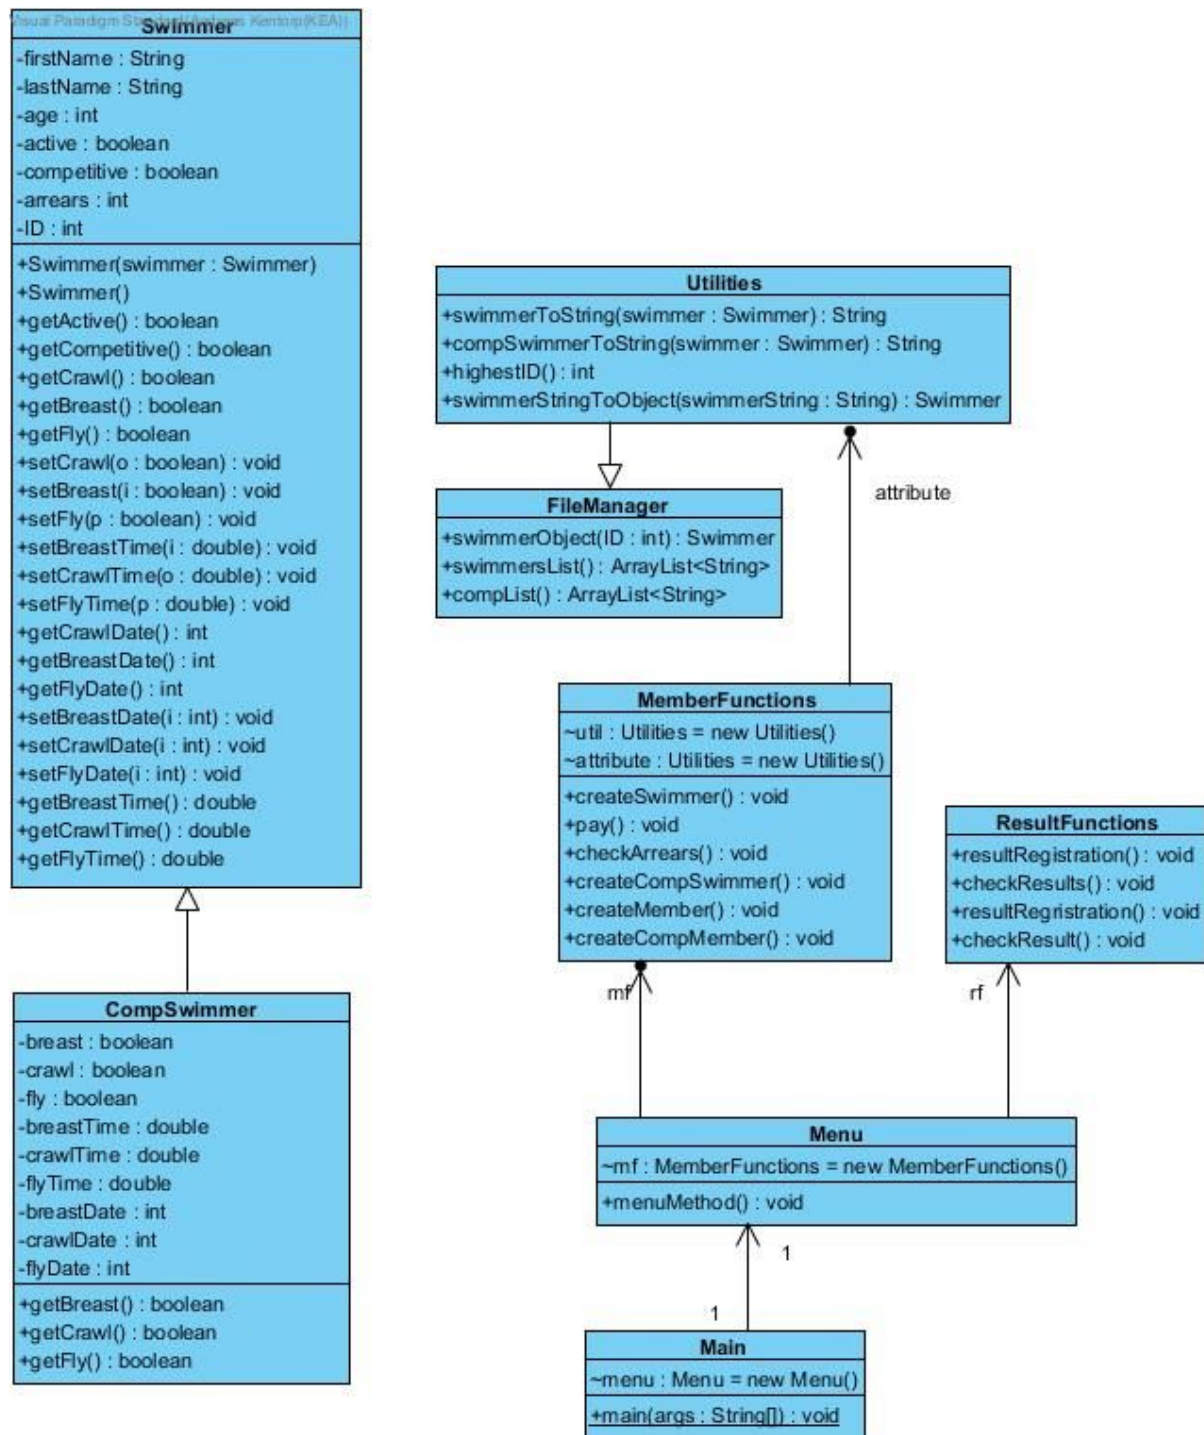 Visual Paradigm Standard(Andreas Kentorp(KEA))
Swimmer
-firstName : String
-lastName : String
-age : int
-active : boolean
-competitive : boolean
-arrears : int
-ID : int
+Swimmer(swimmer : Swimmer)
+Swimmer()
+getActive() : boolean
+getCompetitive() : boolean
+getCrawl() : boolean
+getBreast() : boolean
+getFly() : boolean
+setCrawl(o : boolean) : void
+setBreast(i : boolean) : void
+setFly(p : boolean) : void
+setBreastTime(i : double) : void
+setCrawlTime(o : double) : void
+setFlyTime(p : double) : void
+getCrawlDate() : int
+getBreastDate() : int
+getFlyDate() : int
+setBreastDate(i : int) : void
+setCrawlDate(i : int) : void
+setFlyDate(i : int) : void
+getBreastTime() : double
+getCrawlTime() : double
+getFlyTime() : double
CompSwimmer
-breast : boolean
-crawl : boolean
-fly : boolean
-breastTime : double
-crawlTime : double
-flyTime : double
-breastDate : int
-crawlDate : int
-flyDate : int
+getBreast() : boolean
+getCrawl() : boolean
+getFly() : boolean
Utilities
+swimmerToString(swimmer : Swimmer) : String
+compSwimmerToString(swimmer : Swimmer) : String
+highestID() : int
+swimmerStringToObject(swimmerString : String) : Swimmer
attribute
FileManager
+swimmerObject(ID : int) : Swimmer
+swimmersList() : ArrayList<String>
+compList() : ArrayList<String>
MemberFunctions
~util : Utilities = new Utilities()
~attribute : Utilities = new Utilities()
+createSwimmer() : void
+pay() : void
+checkArrears() : void
+createCompSwimmer() : void
+createMember() : void
+createCompMember() : void
ResultFunctions
+resultRegistration() : void
+checkResults() : void
+resultRegristration() : void
+checkResult() : void
mf
rf
Menu
~mf : MemberFunctions = new MemberFunctions()
+menuMethod() : void
1
1
Main
~menu : Menu = new Menu()
+main(args : String[]) : void